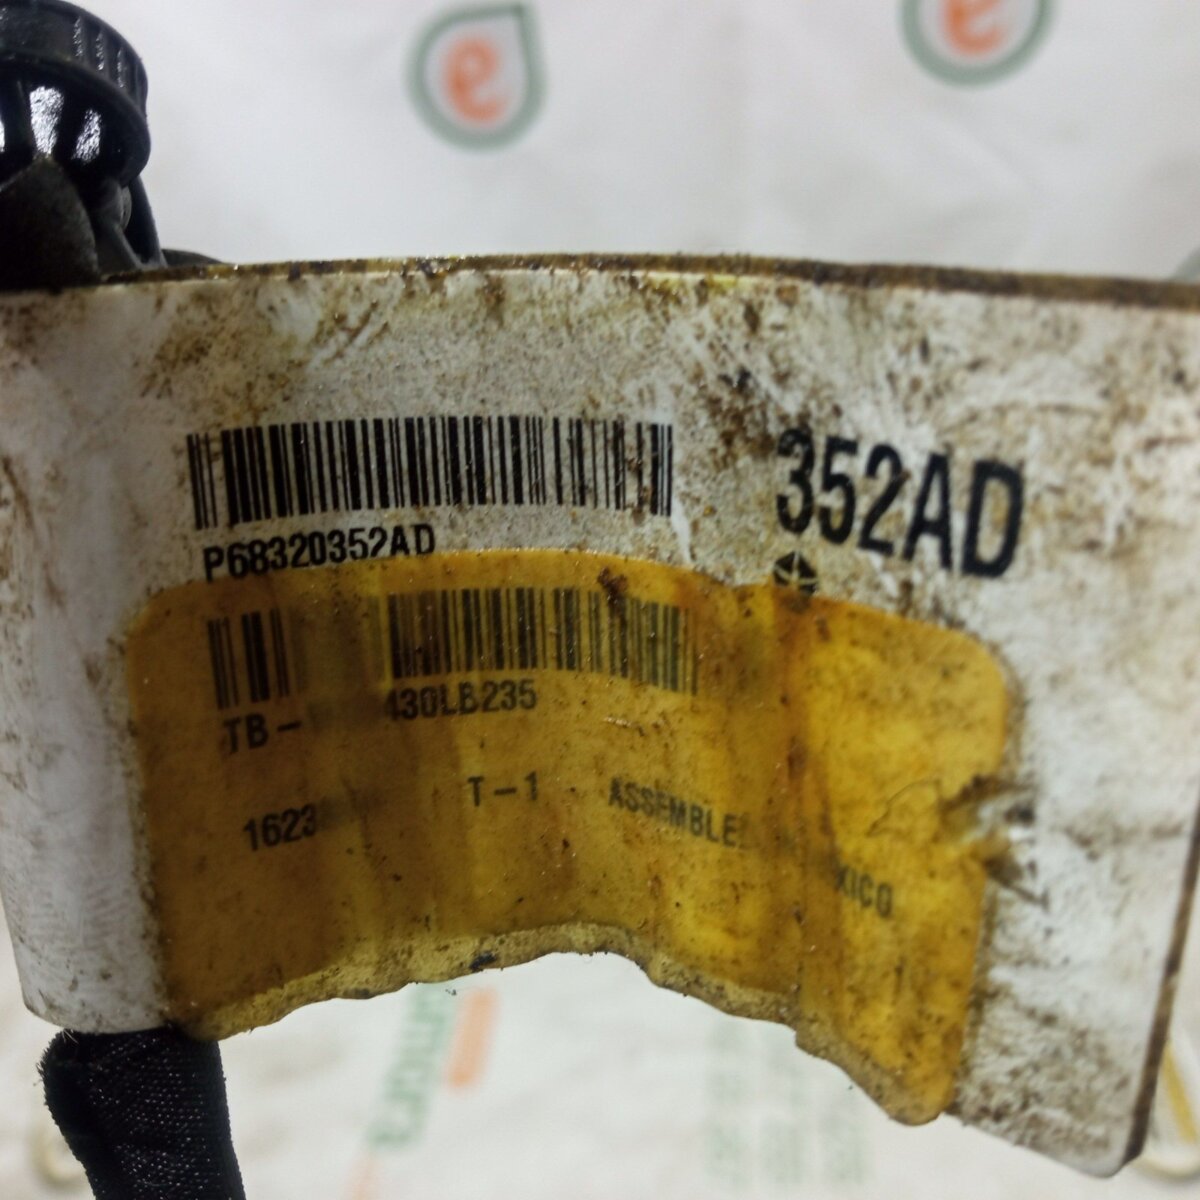 P68320352AD
352AD
TB- 430LB235
1623 T-1 ASSEMBLE XICO